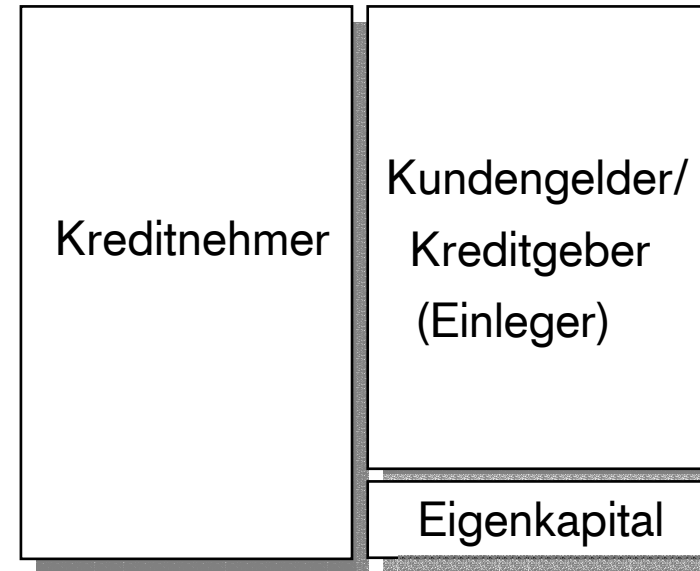 Kreditnehmer
Kundengelder/
Kreditgeber
(Einleger)
Eigenkapital